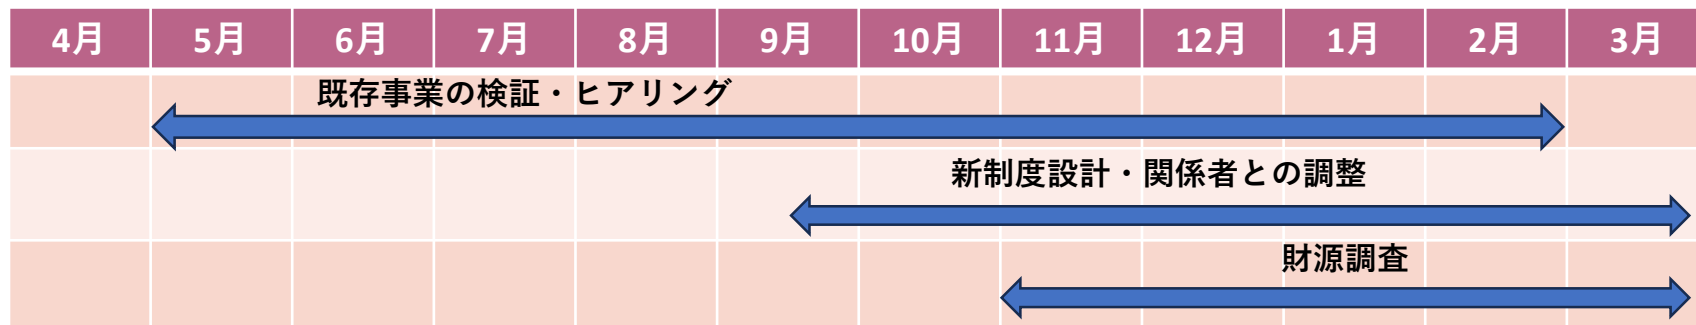 4月 5月 6月 7月 8月 9月 10月 11月 12月 1月 2月 3月
既存事業の検証・ヒアリング
新制度設計・関係者との調整
財源調査